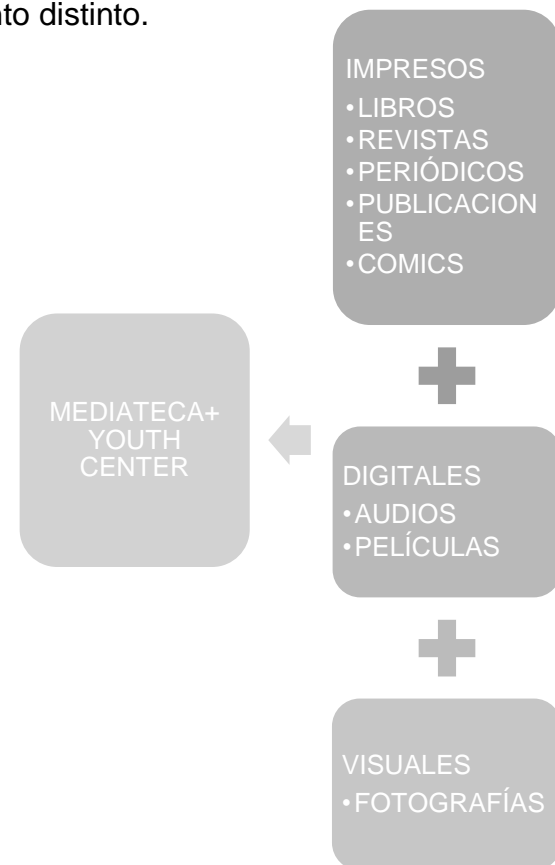 nto distinto.
IMPRESOS
•LIBROS
•REVISTAS
•PERIÓDICOS
•PUBLICACION
ES
•COMICS
MEDIATECA+
YOUTH
CENTER
DIGITALES
•AUDIOS
•PELÍCULAS
VISUALES
•FOTOGRAFÍAS